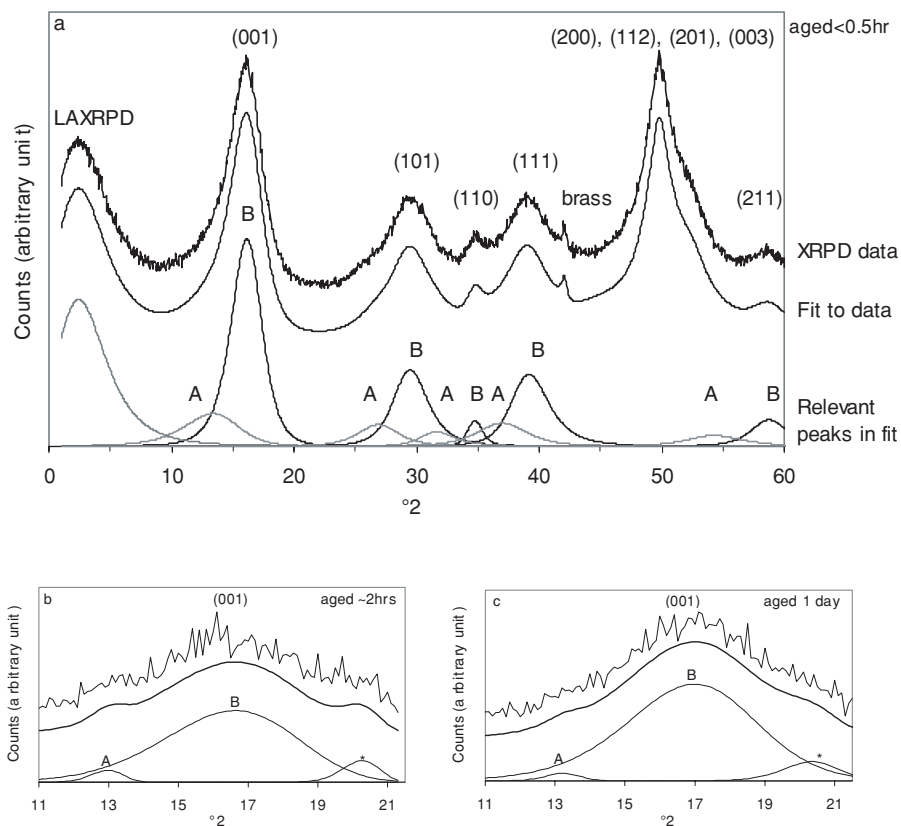 a
aged<0.5hr
(001)
(200), (112), (201), (003)
LAXRPD
(101)
(111)
(110)
brass
(211)
B
XRPD data
Fit to data
A
A
B
A
B
A
B
A
B
Relevant
peaks in fit
Counts (arbitrary unit)
0 10 20 30 40 50 60
°2
b
(001)
aged ~2hrs
B
A
*
Counts (a rbitrary unit)
11 13 15 17 19 21
°2
c
(001)
aged 1 day
B
A
*
Counts (a rbitrary unit)
11 13 15 17 19 21
°2